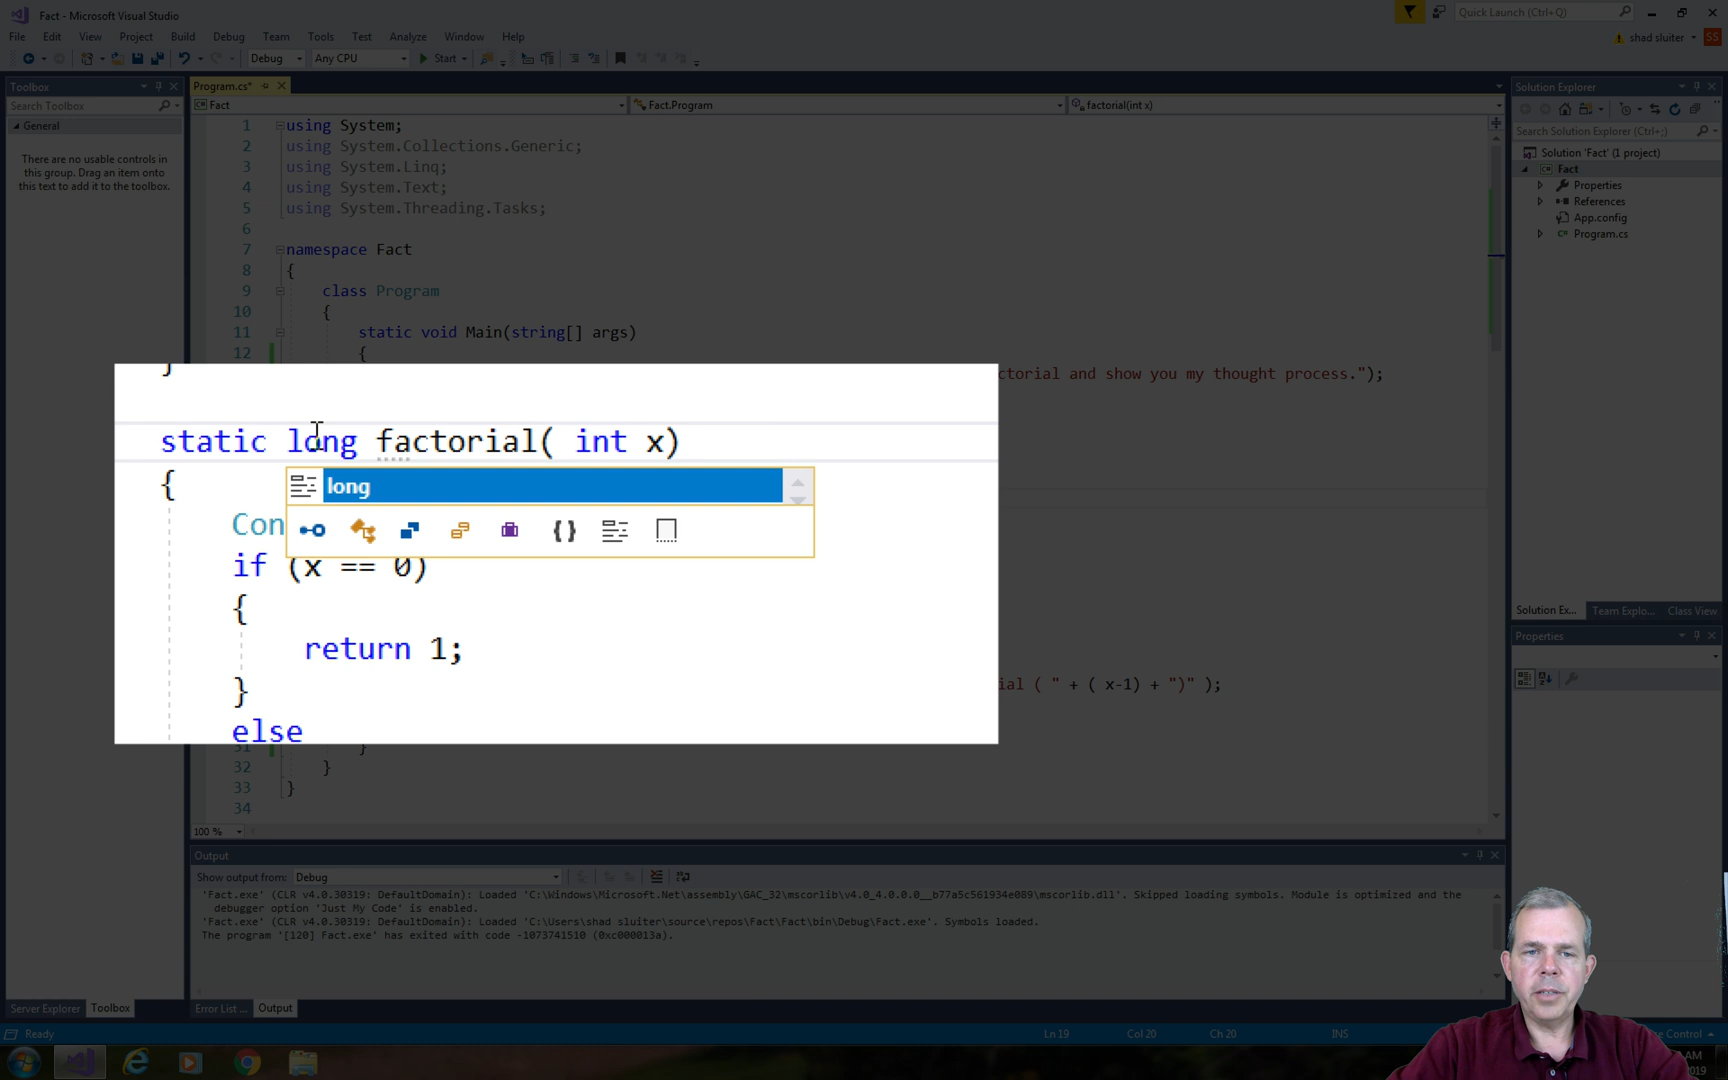 Fact - Microsoft Visual Studio
Quick Launch (Ctrl+Q)
File Edit View Project Build Debug Team Tools Test Analyze Window Help
shad sluiter SS
Debug Any CPU Start
Toolbox
Search Toolbox
General
There are no usable controls in
this group. Drag an item onto
this text to add it to the toolbox.
Program.cs*
Fact Fact.Program factorial(int x)
1 using System;
2 using System.Collections.Generic;
3 using System.Linq;
4 using System.Text;
5 using System.Threading.Tasks;
6
7 namespace Fact
8 {
9 class Program
10 {
11 static void Main(string[] args)
12 {
ctorial and show you my thought process.");
}
static long factorial( int x)
{
long
Con
{}
if (x == 0)
{
return 1;
}
else
ial ( " + ( x-1) + ")" );
31 }
32 }
33 }
34
100 %
Solution Explorer
Search Solution Explorer (Ctrl+;)
Solution 'Fact' (1 project)
Fact
Properties
References
App.config
Program.cs
Solution Ex... Team Explo... Class View
Properties
Output
Show output from: Debug
'Fact.exe' (CLR v4.0.30319: DefaultDomain): Loaded 'C:\Windows\Microsoft.Net\assembly\GAC_32\mscorlib\v4.0_4.0.0.0__b77a5c561934e089\mscorlib.dll'. Skipped loading symbols. Module is optimized and the
debugger option 'Just My Code' is enabled.
'Fact.exe' (CLR v4.0.30319: DefaultDomain): Loaded 'C:\Users\shad sluiter\source\repos\Fact\Fact\bin\Debug\Fact.exe'. Symbols loaded.
The program '[120] Fact.exe' has exited with code -1073741510 (0xc000013a).
Server Explorer Toolbox Error List ... Output
Ready Ln 19 Col 20 Ch 20 INS
Control
AM
2019